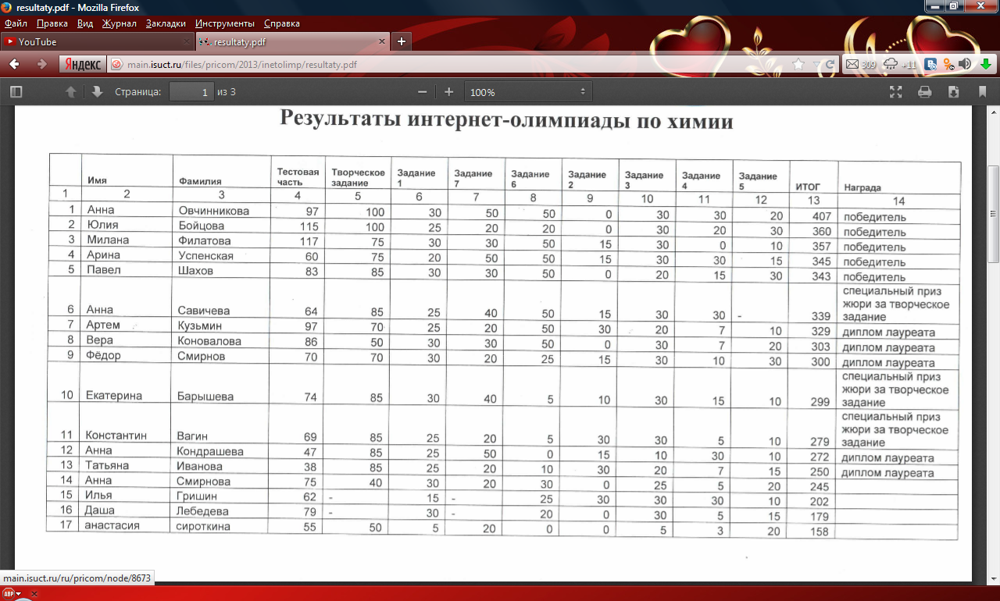 resultaty.pdf - Mozilla Firefox
Файл Правка Вид Журнал Закладки Инструменты Справка
YouTube resultaty.pdf
Яндекс main.isuct.ru/files/pricom/2013/inetolimp/resultaty.pdf 309 +11
Страница: 1 из 3 100%
Результаты интернет-олимпиады по химии
Имя Фамилия Тестовая часть Творческое задание Задание 1 Задание 7 Задание 6 Задание 2 Задание 3 Задание 4 Задание 5 ИТОГ Награда
1 2 3 4 5 6 7 8 9 10 11 12 13 14
1 Анна Овчинникова 97 100 30 50 50 0 30 30 20 407 победитель
2 Юлия Бойцова 115 100 25 20 20 0 30 20 30 360 победитель
3 Милана Филатова 117 75 30 30 50 15 30 0 10 357 победитель
4 Арина Успенская 60 75 20 50 50 15 30 30 15 345 победитель
5 Павел Шахов 83 85 30 30 50 0 20 15 30 343 победитель
6 Анна Савичева 64 85 25 40 50 15 30 30 - 339 специальный приз жюри за творческое задание
7 Артем Кузьмин 97 70 25 20 50 30 20 7 10 329 диплом лауреата
8 Вера Коновалова 86 50 30 30 50 0 30 7 20 303 диплом лауреата
9 Фёдор Смирнов 70 70 30 20 25 15 30 10 30 300 диплом лауреата
10 Екатерина Барышева 74 85 30 40 5 10 30 15 10 299 специальный приз жюри за творческое задание
11 Константин Вагин 69 85 25 20 5 30 30 5 10 279 специальный приз жюри за творческое задание
12 Анна Кондрашева 47 85 25 50 0 15 10 30 10 272 диплом лауреата
13 Татьяна Иванова 38 85 25 20 10 30 20 7 15 250 диплом лауреата
14 Анна Смирнова 75 40 30 20 30 0 25 5 20 245
15 Илья Гришин 62 - 15 - 25 30 30 30 10 202
16 Даша Лебедева 79 - 30 - 20 0 30 5 15 179
17 анастасия сироткина 55 50 5 20 0 0 5 3 20 158
main.isuct.ru/ru/pricom/node/8673
ABP